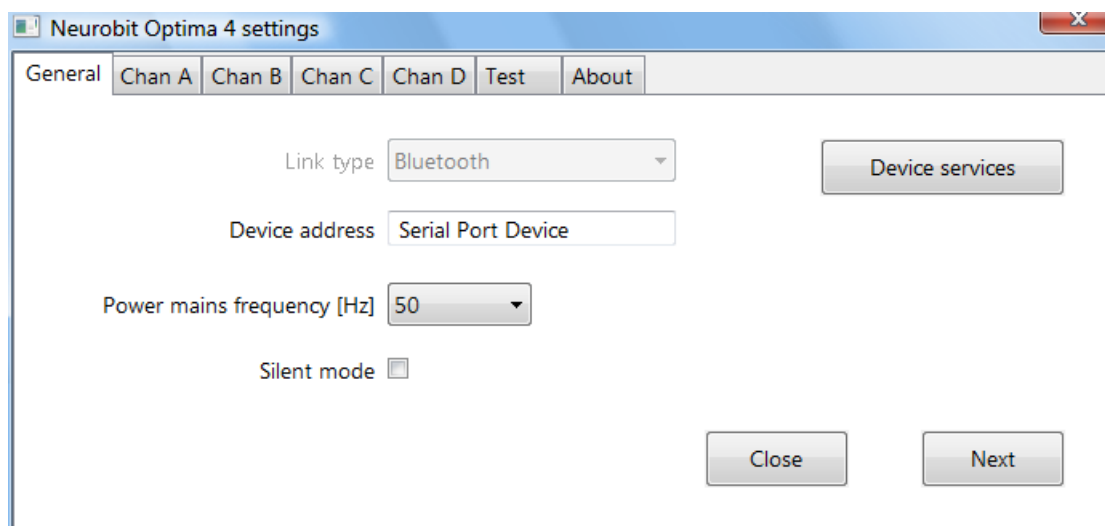 Neurobit Optima 4 settings
X
General Chan A Chan B Chan C Chan D Test About
Link type Bluetooth Device services
Device address Serial Port Device
Power mains frequency [Hz] 50
Silent mode
Close Next